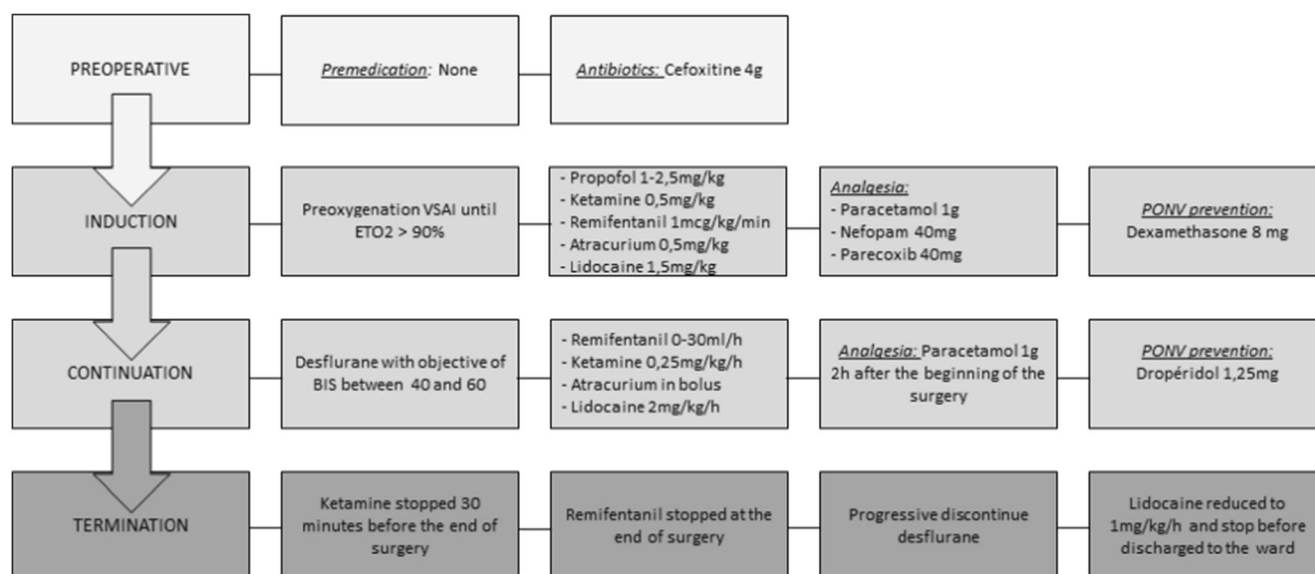 PREOPERATIVE
Premedication: None
Antibiotics: Cefoxitine 4g
INDUCTION
Preoxygenation VSAI until
ETO2 > 90%
- Propofol 1-2,5mg/kg
- Ketamine 0,5mg/kg
- Remifentanil 1mcg/kg/min
- Atracurium 0,5mg/kg
- Lidocaine 1,5mg/kg
Analgesia:
- Paracetamol 1g
- Nefopam 40mg
- Parecoxib 40mg
PONV prevention:
Dexamethasone 8 mg
CONTINUATION
Desflurane with objective of
BIS between 40 and 60
- Remifentanil 0-30ml/h
- Ketamine 0,25mg/kg/h
- Atracurium in bolus
- Lidocaine 2mg/kg/h
Analgesia: Paracetamol 1g
2h after the beginning of the
surgery
PONV prevention:
Dropéridol 1,25mg
TERMINATION
Ketamine stopped 30
minutes before the end of
surgery
Remifentanil stopped at the
end of surgery
Progressive discontinue
desflurane
Lidocaine reduced to
1mg/kg/h and stop before
discharged to the ward